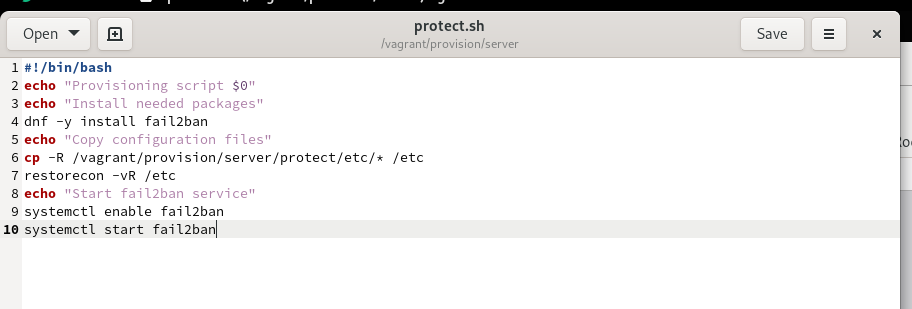 protect.sh
Open
/vagrant/provision/server
Save
1 #!/bin/bash
2 echo "Provisioning script $0"
3 echo "Install needed packages"
4 dnf -y install fail2ban
5 echo "Copy configuration files"
6 cp -R /vagrant/provision/server/protect/etc/* /etc
7 restorecon -vR /etc
8 echo "Start fail2ban service"
9 systemctl enable fail2ban
10 systemctl start fail2ban